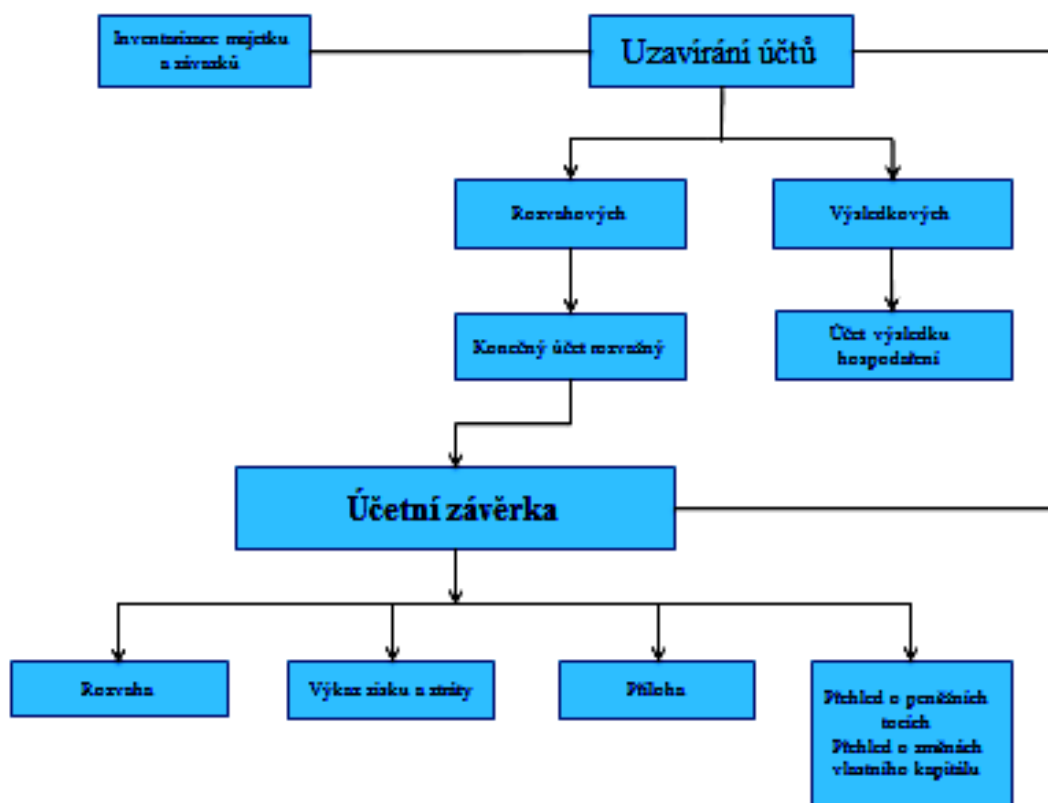 Inventarizace majetku
a závazků
Uzavírání účtů
Rozvahových
Výsledkových
Konečný účet rozvažný
Účet výsledku
hospodaření
Účetní závěrka
Rozvaha
Výkaz zisku a ztráty
Příloha
Přehled o peněžních
tocích
Přehled o změnách
vlastního kapitálu